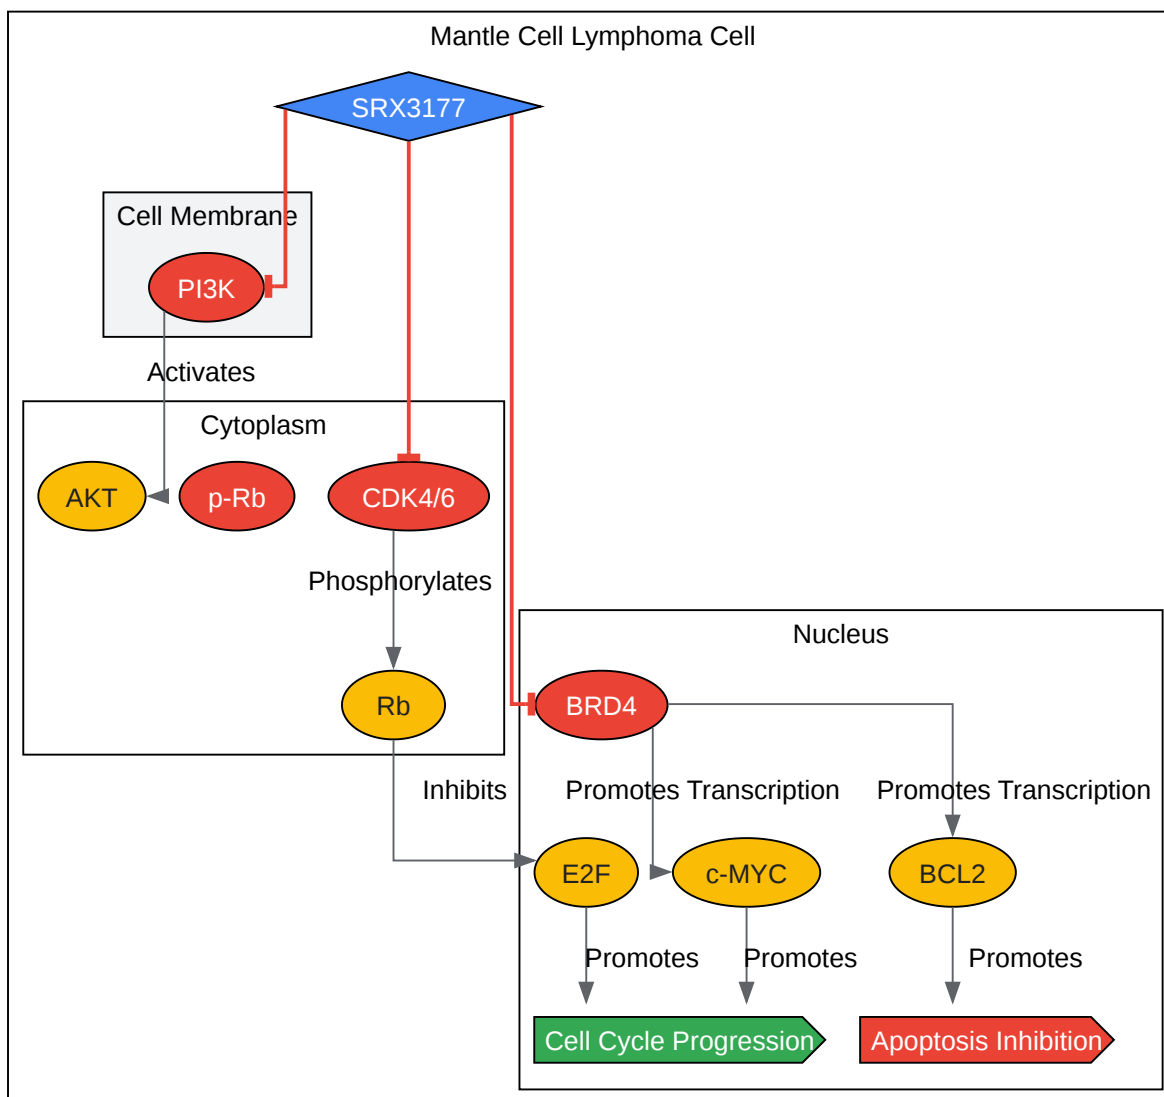 Mantle Cell Lymphoma Cell
SRX3177
Cell Membrane
PI3K
Activates
Cytoplasm
AKT
p-Rb
CDK4/6
Phosphorylates
Nucleus
Rb
BRD4
Inhibits
Promotes Transcription
Promotes Transcription
E2F
c-MYC
BCL2
Promotes
Promotes
Promotes
Cell Cycle Progression
Apoptosis Inhibition